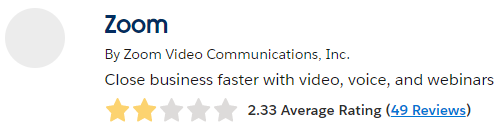 Zoom
By Zoom Video Communications, Inc.
Close business faster with video, voice, and webinars
2.33 Average Rating (49 Reviews)